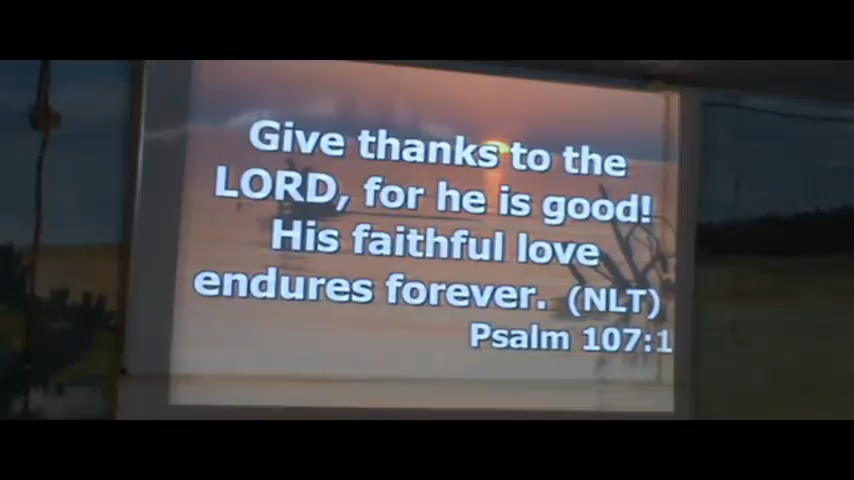 Give thanks to the
LORD, for he is good!
His faithful love
endures forever. (NLT)
Psalm 107:1